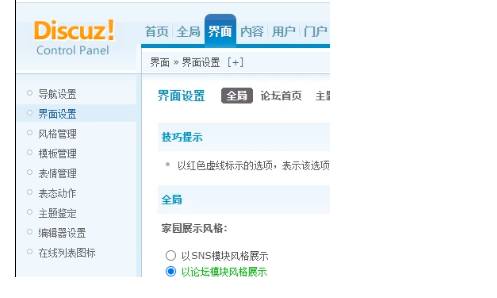 Discuz!
Control Panel
首页 全局 界面 内容 用户 门户
界面 » 界面设置 [+]
导航设置
界面设置
风格管理
模板管理
表情管理
表态动作
主题鉴定
编辑器设置
在线列表图标
界面设置 全局 论坛首页 主题
技巧提示
以红色虚线标示的选项，表示该选项
全局
家园展示风格:
以SNS模块风格展示
以论坛模块风格展示